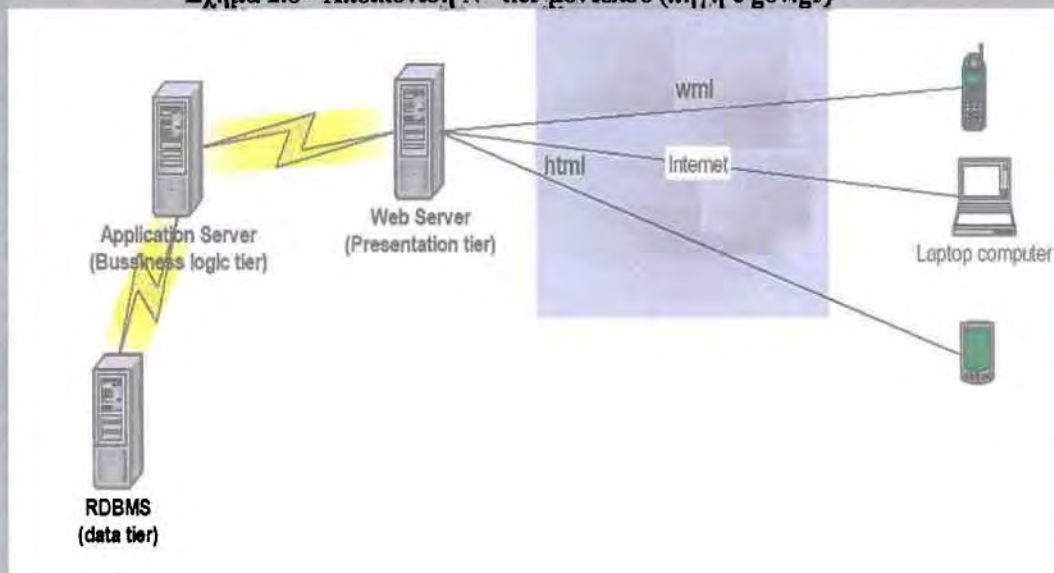 wml
html
Internet
Web Server
(Presentation tier)
Application Server
(Bussiness logic tier)
Laptop computer
RDBMS
(data tier)